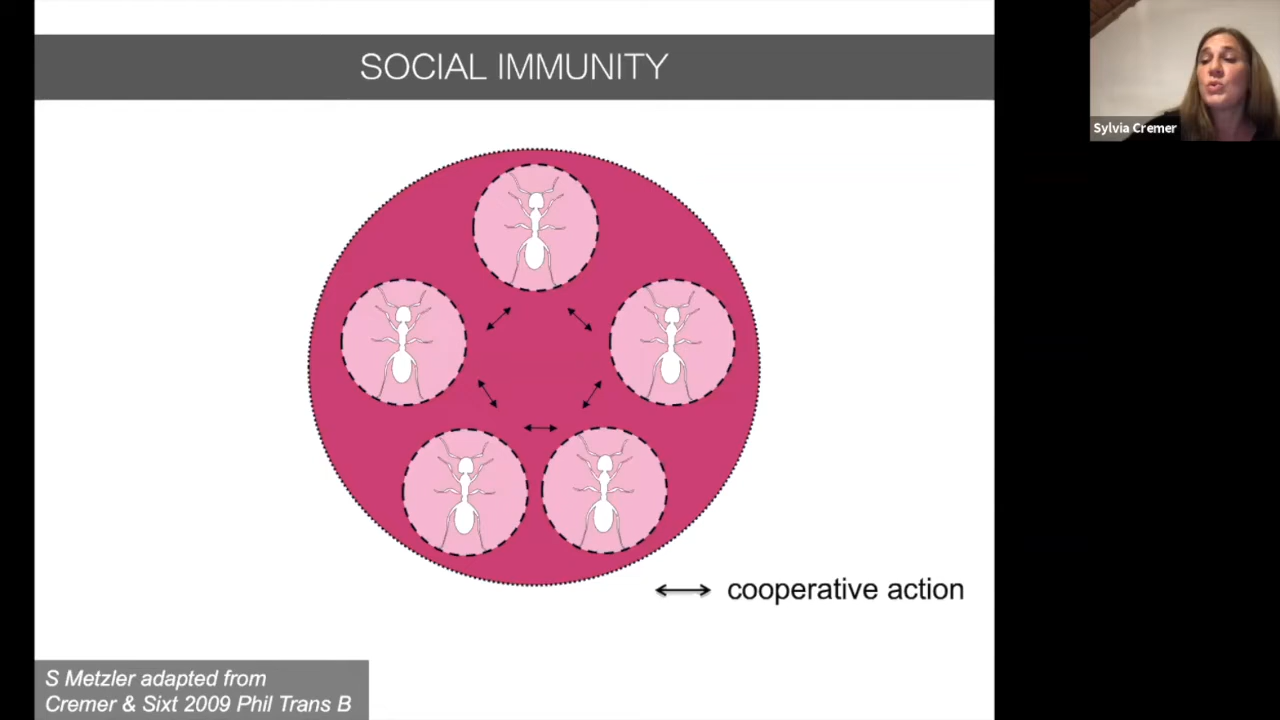 SOCIAL IMMUNITY
Sylvia Cremer
cooperative action
S Metzler adapted from
Cremer & Sixt 2009 Phil Trans B